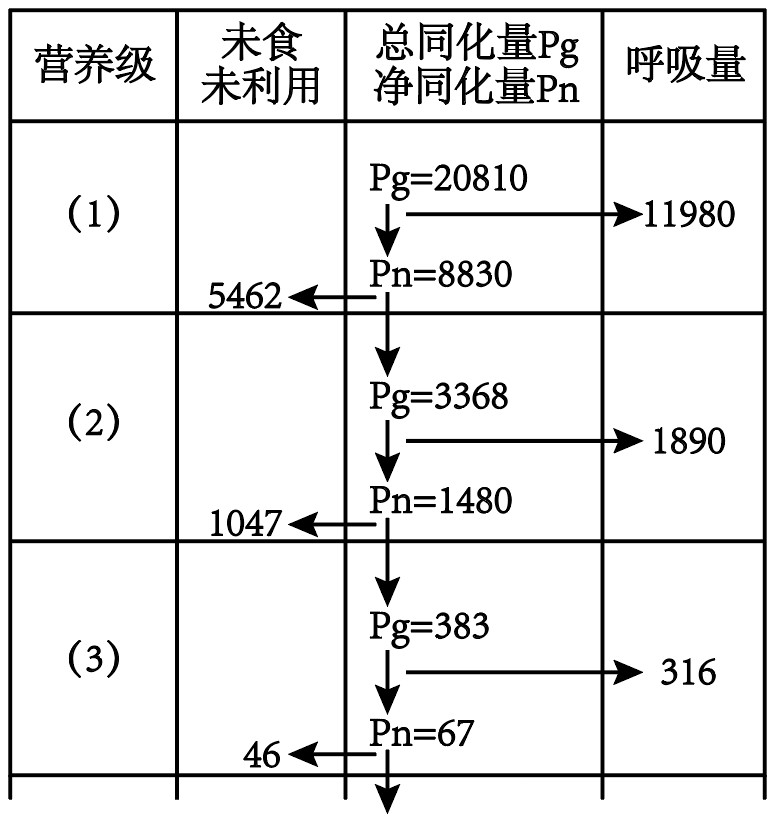 营养级
未食
未利用
总同化量Pg
净同化量Pn
呼吸量
(1)
Pg=20810
11980
Pn=8830
5462
(2)
Pg=3368
1890
Pn=1480
1047
(3)
Pg=383
316
Pn=67
46